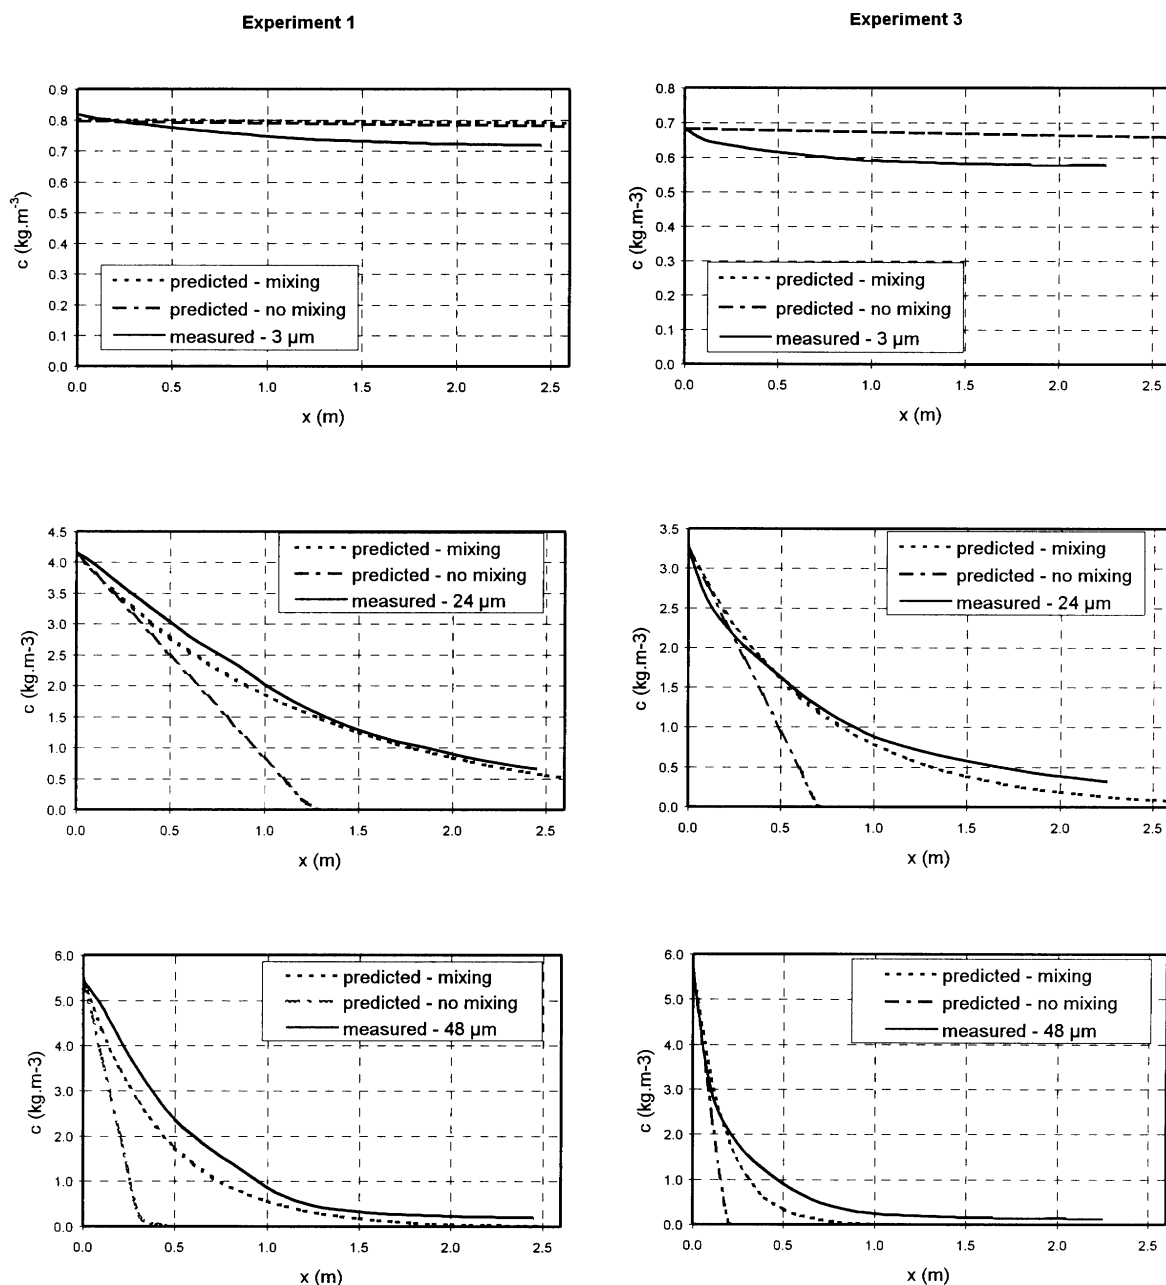 Experiment 1
Experiment 3
0.9
0.8
0.7
0.6
0.5
0.4
0.3
0.2
0.1
0.0
c (kg.m-3)
predicted - mixing
predicted - no mixing
measured - 3 µm
0.0 0.5 1.0 1.5 2.0 2.5
x (m)
0.8
0.7
0.6
0.5
0.4
0.3
0.2
0.1
0.0
c (kg.m-3)
predicted - mixing
predicted - no mixing
measured - 3 µm
0.0 0.5 1.0 1.5 2.0 2.5
x (m)
4.5
4.0
3.5
3.0
2.5
2.0
1.5
1.0
0.5
0.0
c (kg.m-3)
predicted - mixing
predicted - no mixing
measured - 24 µm
0.0 0.5 1.0 1.5 2.0 2.5
x (m)
3.5
3.0
2.5
2.0
1.5
1.0
0.5
0.0
c (kg.m-3)
predicted - mixing
predicted - no mixing
measured - 24 µm
0.0 0.5 1.0 1.5 2.0 2.5
x (m)
6.0
5.0
4.0
3.0
2.0
1.0
0.0
c (kg.m-3)
predicted - mixing
predicted - no mixing
measured - 48 µm
0.0 0.5 1.0 1.5 2.0 2.5
x (m)
6.0
5.0
4.0
3.0
2.0
1.0
0.0
c (kg.m-3)
predicted - mixing
predicted - no mixing
measured - 48 µm
0.0 0.5 1.0 1.5 2.0 2.5
x (m)